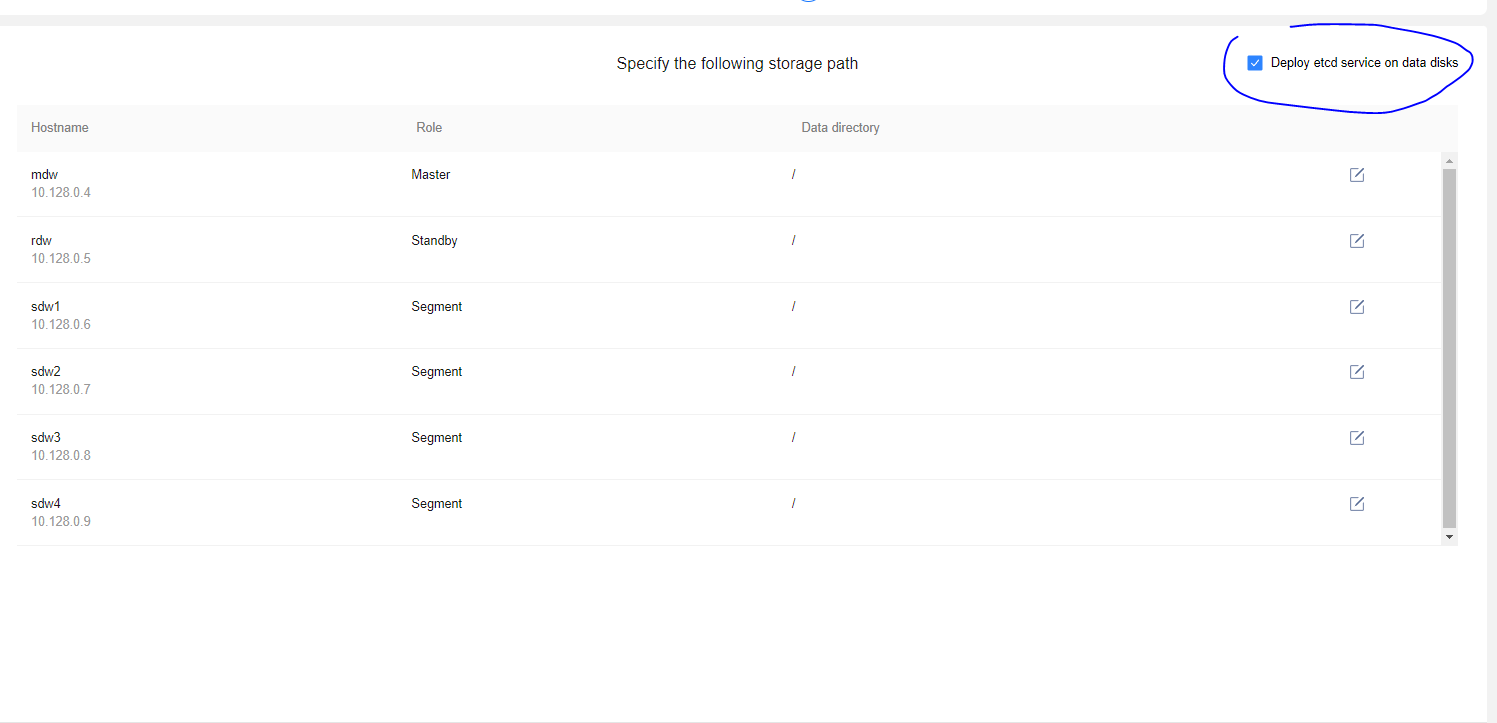 Specify the following storage path
Deploy etcd service on data disks
Hostname Role Data directory
mdw Master /
10.128.0.4
rdw Standby /
10.128.0.5
sdw1 Segment /
10.128.0.6
sdw2 Segment /
10.128.0.7
sdw3 Segment /
10.128.0.8
sdw4 Segment /
10.128.0.9